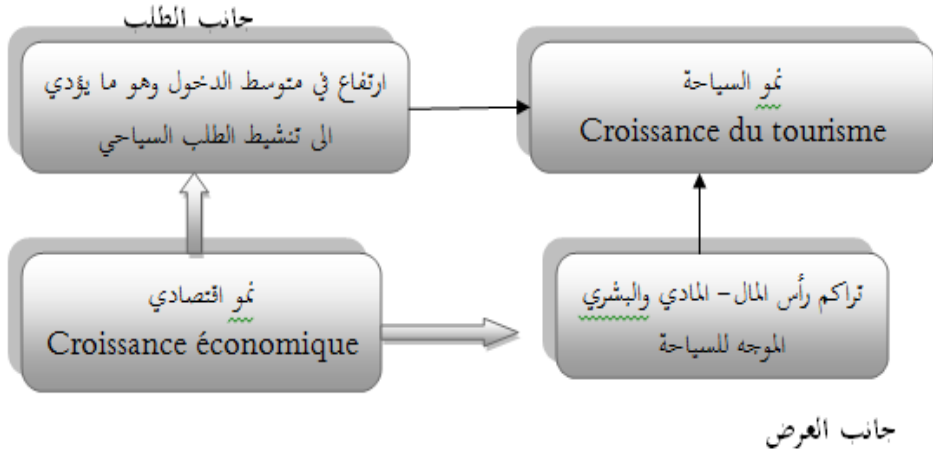 جانب الطلب
ارتفاع في متوسط الدخول وهو ما يؤدي
الى تنشيط الطلب السياحي
نمو السياحة
Croissance du tourisme
نمو اقتصادي
Croissance économique
تراكم رأس المال- المادي والبشري
الموجه للسياحة
جانب العرض